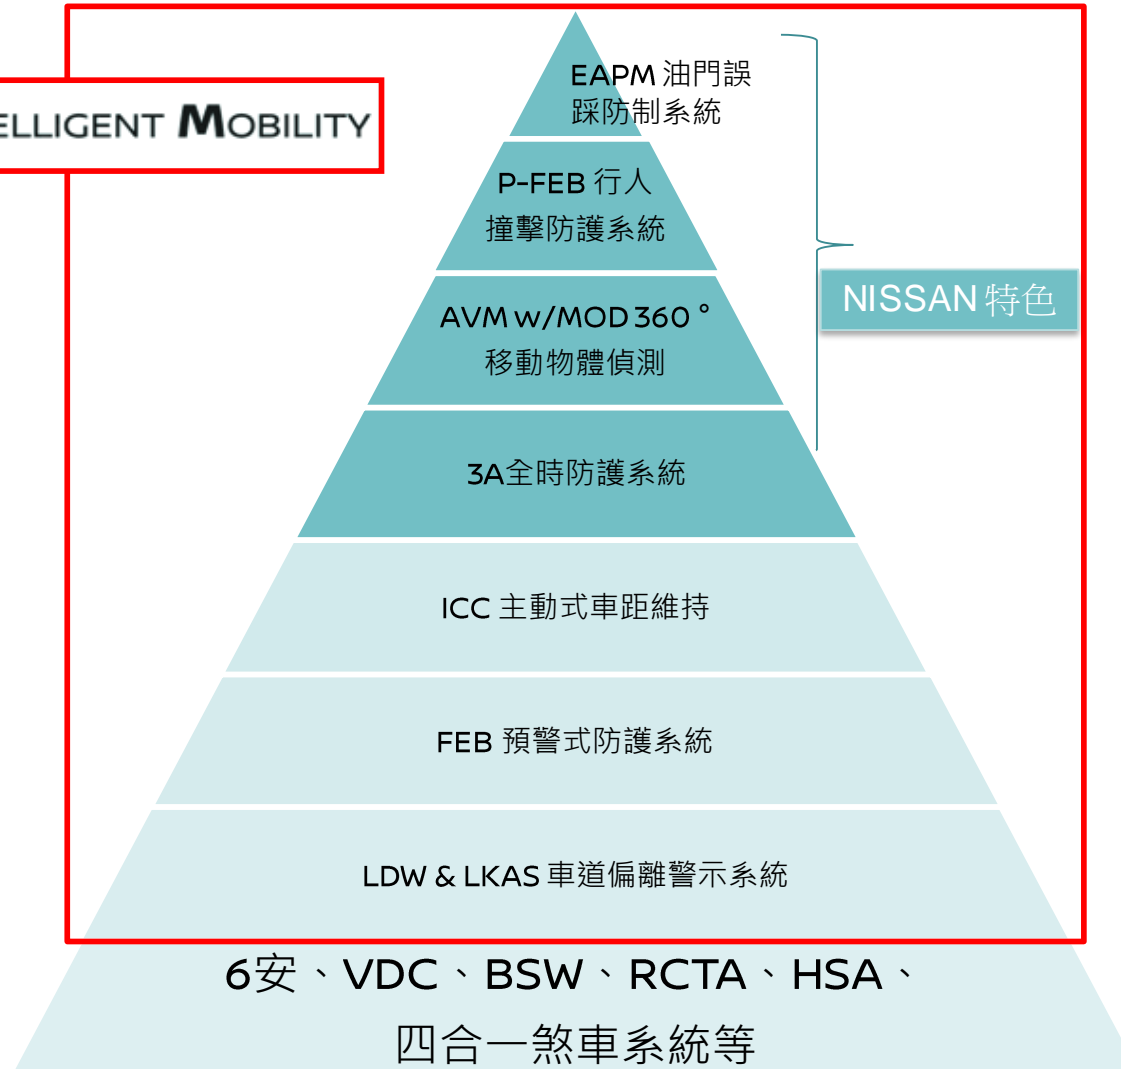 EAPM 油門誤
踩防制系統
ELLIGENT MOBILITY
P-FEB 行人
撞擊防護系統
NISSAN 特色
AVM w/MOD 360 °
移動物體偵測
3A全時防護系統
ICC 主動式車距維持
FEB 預警式防護系統
LDW & LKAS 車道偏離警示系統
6安、VDC、BSW、RCTA、HSA、
四合一煞車系統等